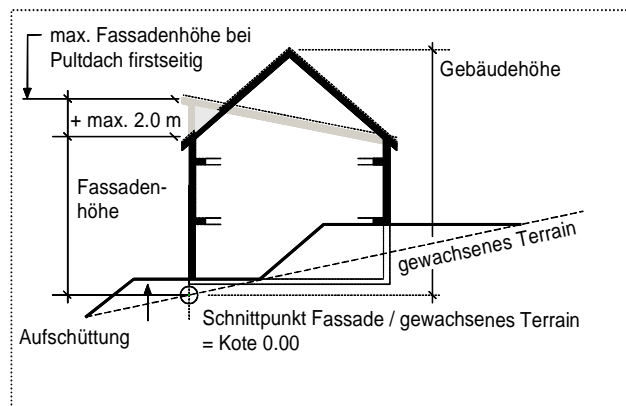 max. Fassadenhöhe bei
Pultdach firstseitig
Gebäudehöhe
+ max. 2.0 m
Fassaden-
höhe
gewachsenes Terrain
Aufschüttung
Schnittpunkt Fassade / gewachsenes Terrain
= Kote 0.00